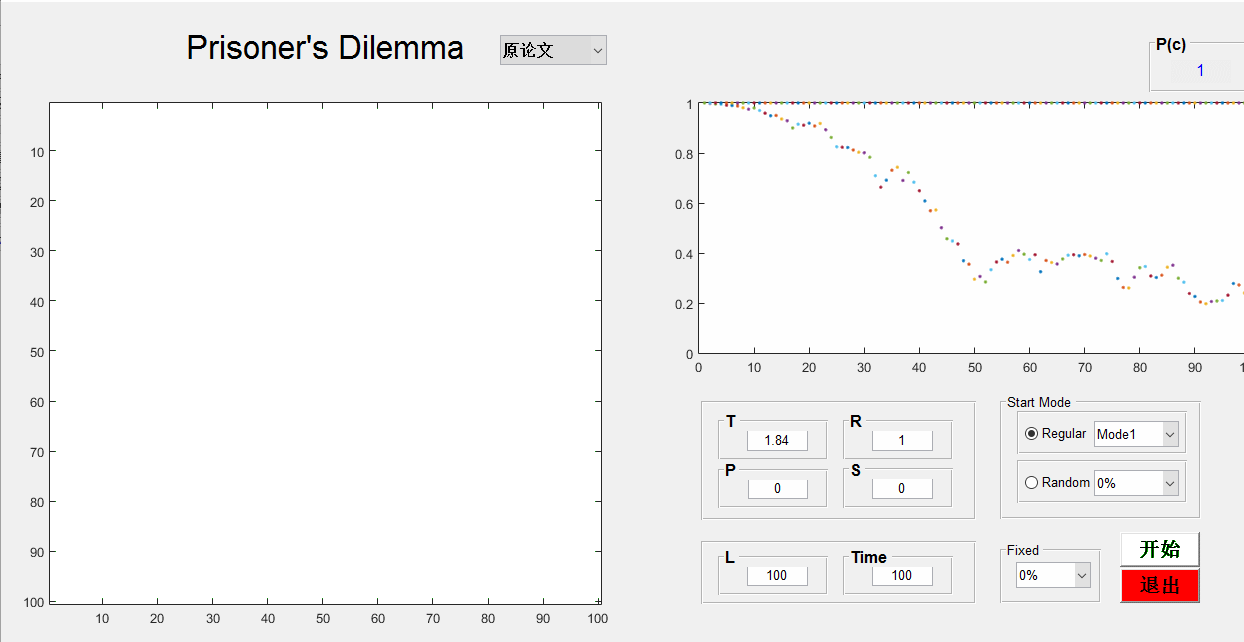 Prisoner's Dilemma 原论文
P(c)
1
10
20
30
40
50
60
70
80
90
100
10 20 30 40 50 60 70 80 90 100
1
0.8
0.6
0.4
0.2
0
0 10 20 30 40 50 60 70 80 90
T R
1.84 1
P S
0 0
L Time
100 100
Start Mode
Regular Mode1
Random 0%
Fixed
0%
开始
退出